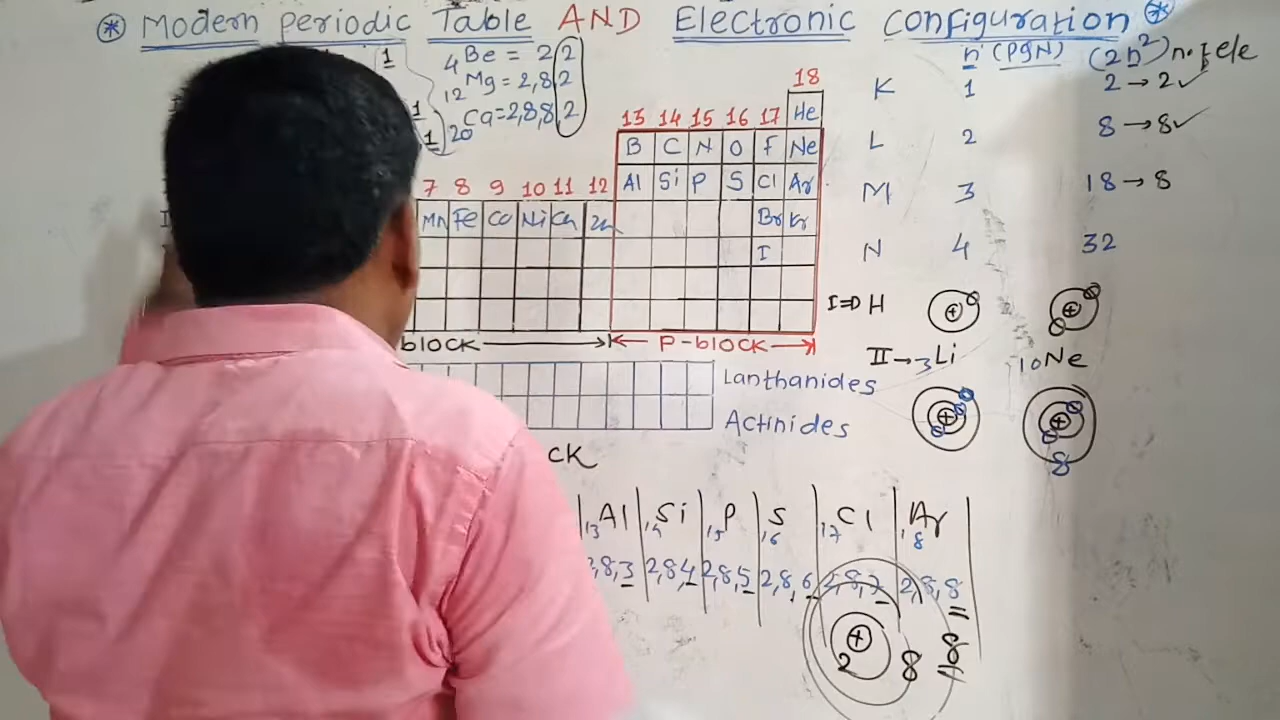 * Modern periodic Table AND Electronic configuration *
1
4Be = 2,2
12Mg = 2,8,2
20Ca = 2,8,8,2
1
1
18
13 14 15 16 17 He
B C N O F Ne
Al Si P S Cl Ar
7 8 9 10 11 12
Mn Fe Co Ni Cu Zn Br Kr
I
block P-block
Lanthanides
Actinides
ck
n (PQN) (2n²)
K 1 2 → 2 ✓
L 2 8 → 8 ✓
M 3 18 → 8
N 4 32
I ⇒ H
II → 3Li 10Ne
8
13Al 14Si 15P 16S 17Cl 18Ar
2,8,3 2,8,4 2,8,5 2,8,6 2,8,7 2,8,8
2 8 8